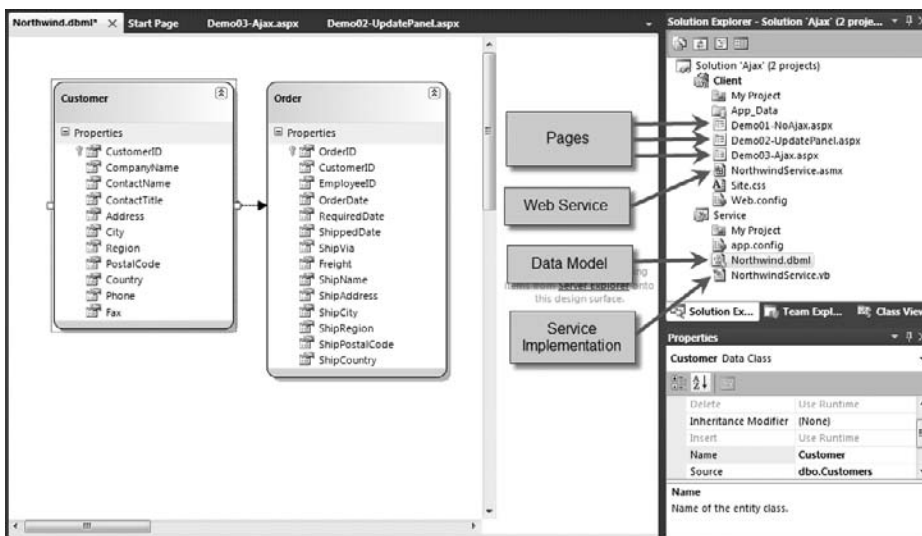 Northwind.dbml*
Start Page
Demo03-Ajax.aspx
Demo02-UpdatePanel.aspx
Customer
Properties
CustomerID
CompanyName
ContactName
ContactTitle
Address
City
Region
PostalCode
Country
Phone
Fax
Order
Properties
OrderID
CustomerID
EmployeeID
OrderDate
RequiredDate
ShippedDate
ShipVia
Freight
ShipName
ShipAddress
ShipCity
ShipRegion
ShipPostalCode
ShipCountry
ing
items from Server Explorer onto
this design surface.
Pages
Web Service
Data Model
Service
Implementation
Solution Explorer - Solution 'Ajax' (2 proje...
Solution 'Ajax' (2 projects)
Client
My Project
App_Data
Demo01-NoAjax.aspx
Demo02-UpdatePanel.aspx
Demo03-Ajax.aspx
NorthwindService.asmx
Site.css
Web.config
Service
My Project
app.config
Northwind.dbml
NorthwindService.vb
Solution Ex...
Team Expl...
Class View
Properties
Customer Data Class
Delete Use Runtime
Inheritance Modifier (None)
Insert Use Runtime
Name Customer
Source dbo.Customers
Name
Name of the entity class.